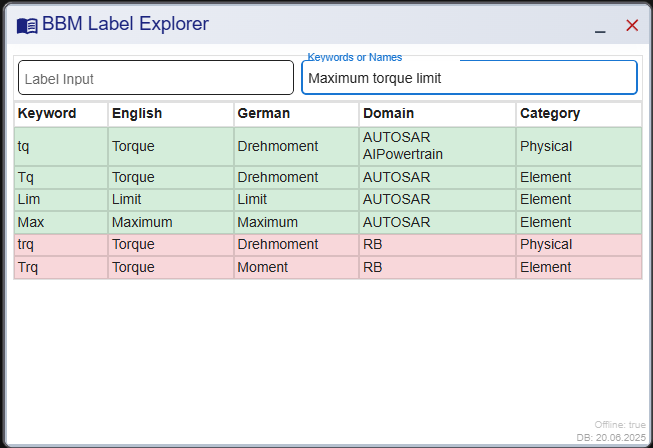 BBM Label Explorer
Keywords or Names
Label Input
Maximum torque limit
Keyword English German Domain Category
tq Torque Drehmoment AUTOSAR AIPowertrain Physical
Tq Torque Drehmoment AUTOSAR Element
Lim Limit Limit AUTOSAR Element
Max Maximum Maximum AUTOSAR Element
trq Torque Drehmoment RB Physical
Trq Torque Moment RB Element
Offline: true
DB: 20.06.2025